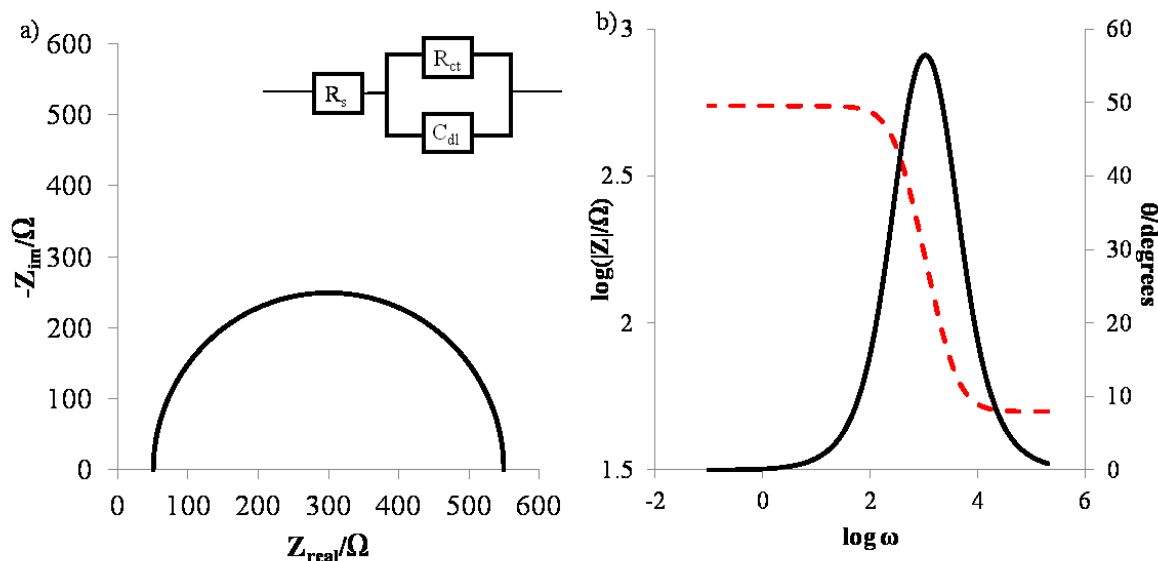 a)
600
500
400
300
200
100
0
-Z_im/Ω
0 100 200 300 400 500 600
Z_real/Ω
R_s
R_ct
C_dl
b)
3
2.5
2
1.5
log(|Z|/Ω)
60
50
40
30
20
10
0
θ/degrees
-2 0 2 4 6
log ω